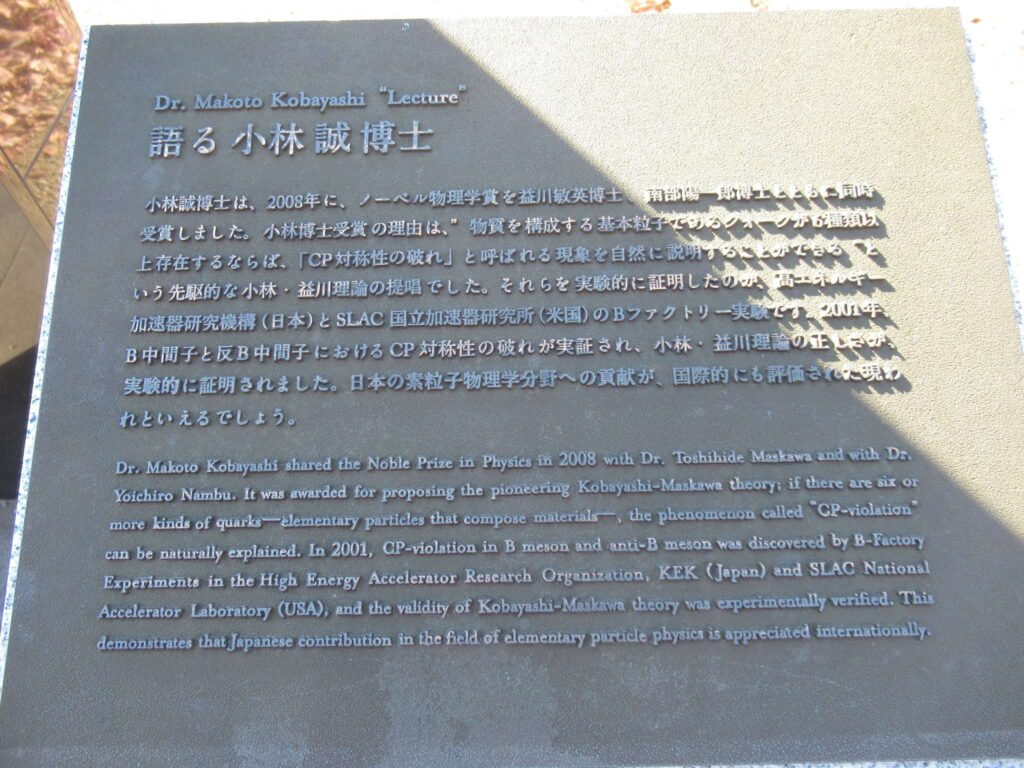 Dr. Makoto Kobayashi “Lecture”
語る 小林 誠 博士
小林誠博士は、2008年に、ノーベル物理学賞を益川敏英博士、南部陽一郎博士とともに同時
受賞しました。小林博士受賞の理由は、”物質を構成する基本粒子であるクォークが6種類以
上存在するならば、「CP対称性の破れ」と呼ばれる現象を自然に説明することができる”と
いう先駆的な小林・益川理論の提唱でした。それらを実験的に証明したのが、高エネルギー
加速器研究機構（日本）とSLAC国立加速器研究所（米国）のBファクトリー実験です。2001年、
B中間子と反B中間子におけるCP対称性の破れが実証され、小林・益川理論の正しさが、
実験的に証明されました。日本の素粒子物理学分野への貢献が、国際的にも評価された現わ
れといえるでしょう。
Dr. Makoto Kobayashi shared the Noble Prize in Physics in 2008 with Dr. Toshihide Maskawa and with Dr.
Yoichiro Nambu. It was awarded for proposing the pioneering Kobayashi-Maskawa theory; if there are six or
more kinds of quarks—elementary particles that compose materials—, the phenomenon called “CP-violation”
can be naturally explained. In 2001, CP-violation in B meson and anti-B meson was discovered by B-Factory
Experiments in the High Energy Accelerator Research Organization, KEK (Japan) and SLAC National
Accelerator Laboratory (USA), and the validity of Kobayashi-Maskawa theory was experimentally verified. This
demonstrates that Japanese contribution in the field of elementary particle physics is appreciated internationally.